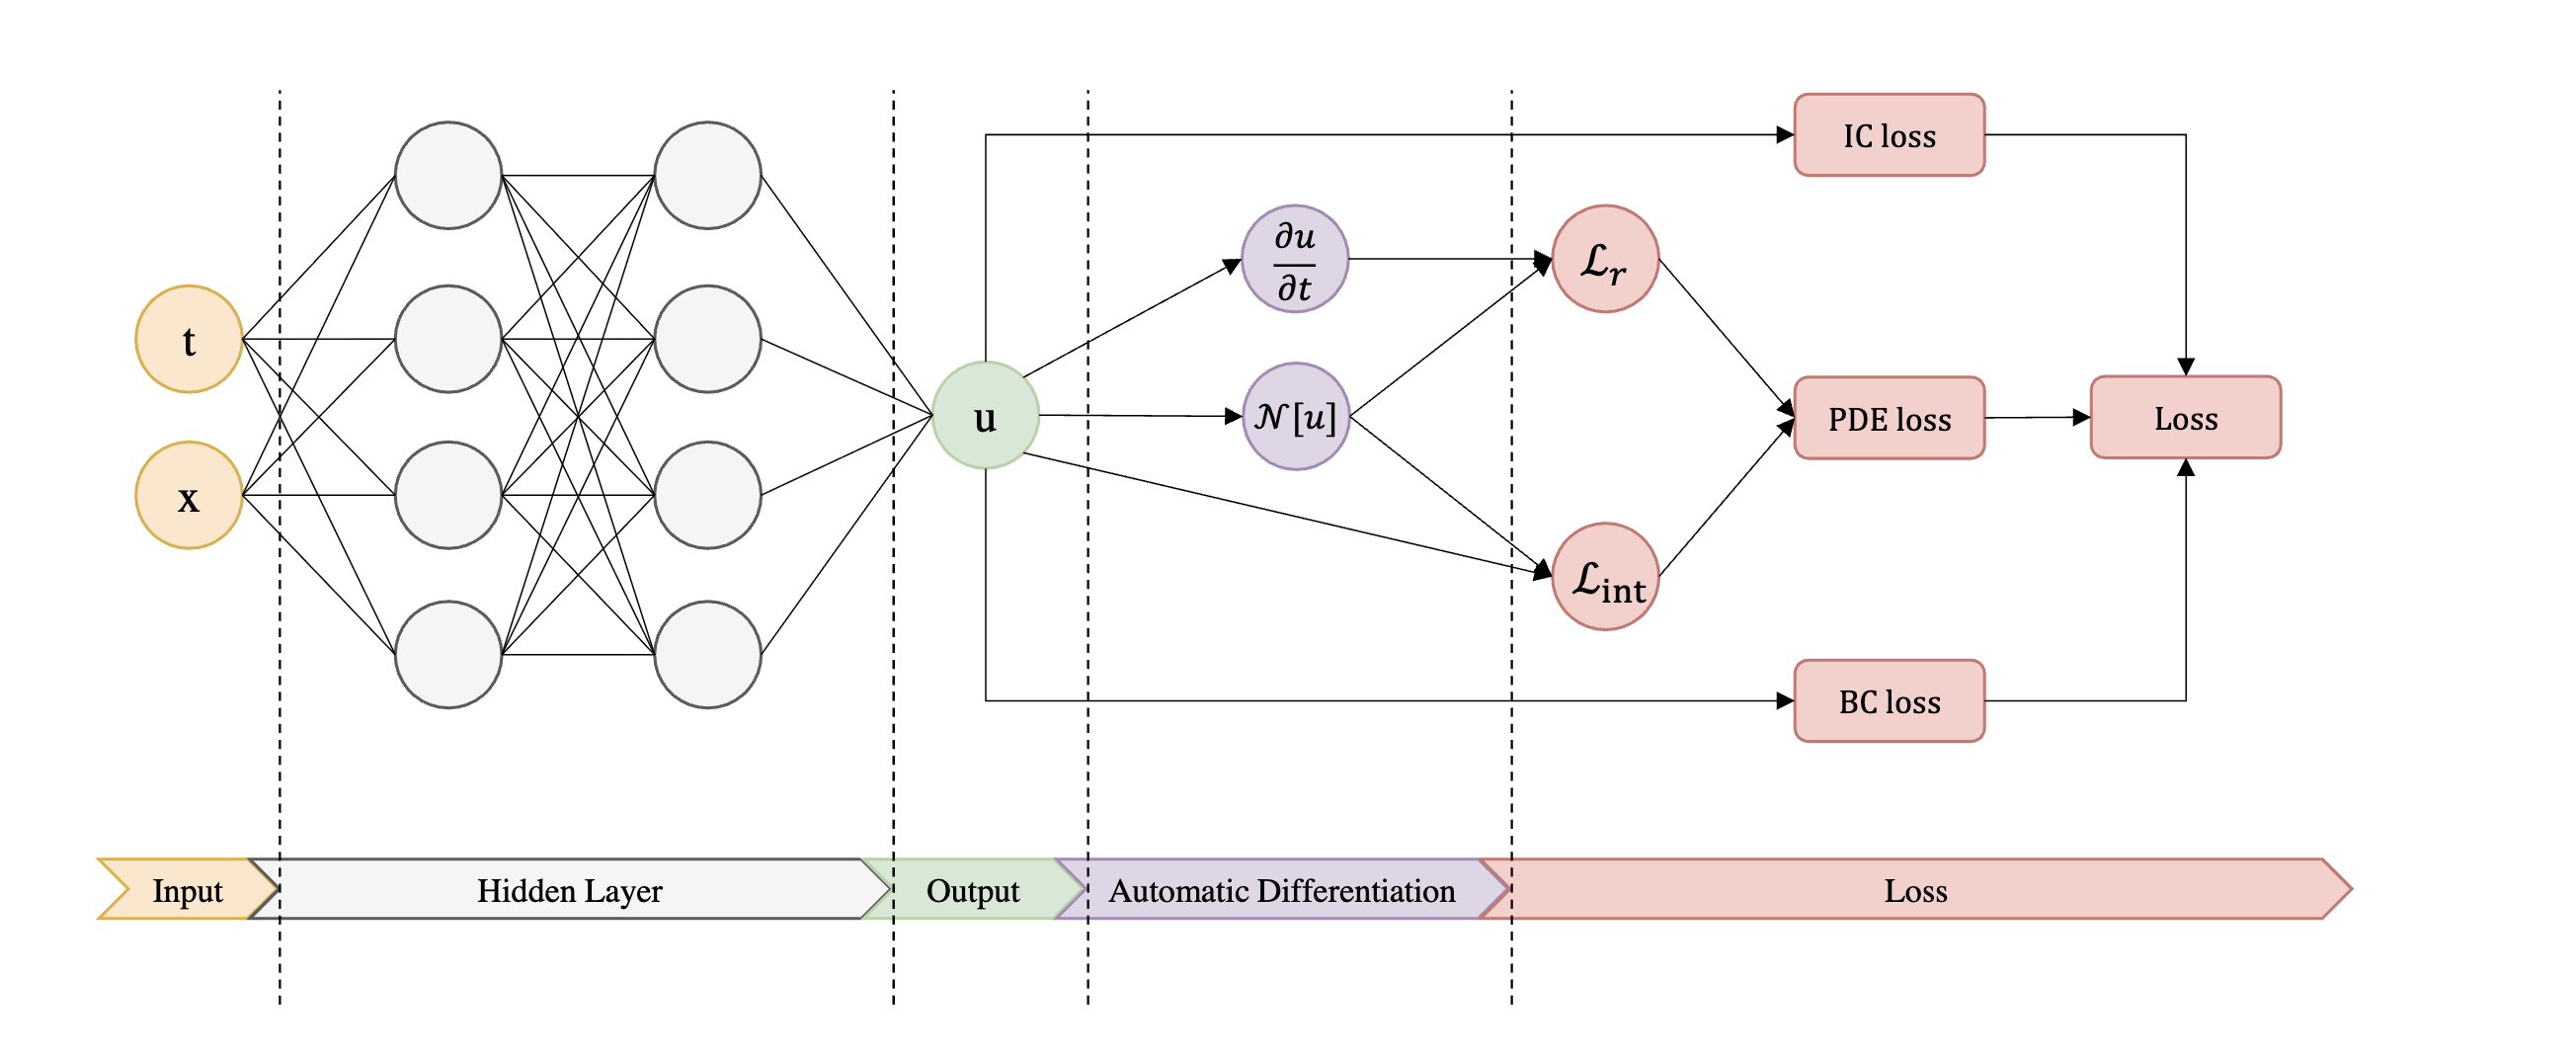 t
x
u
∂u
∂t
𝒩[u]
ℒr
ℒint
IC loss
PDE loss
BC loss
Loss
Input
Hidden Layer
Output
Automatic Differentiation
Loss